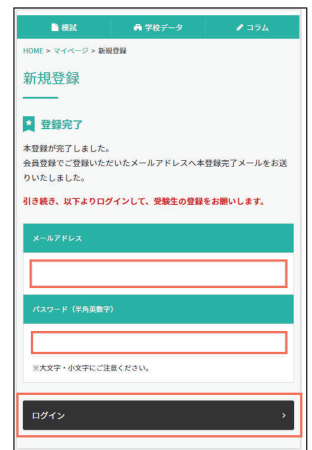 模試 学校データ コラム
HOME > マイページ > 新規登録
新規登録
登録完了
本登録が完了しました。
会員登録でご登録いただいたメールアドレスへ本登録完了メールをお送
りいたしました。
引き続き、以下よりログインして、受験生の登録をお願いします。
メールアドレス
パスワード（半角英数字）
※大文字・小文字にご注意ください。
ログイン >